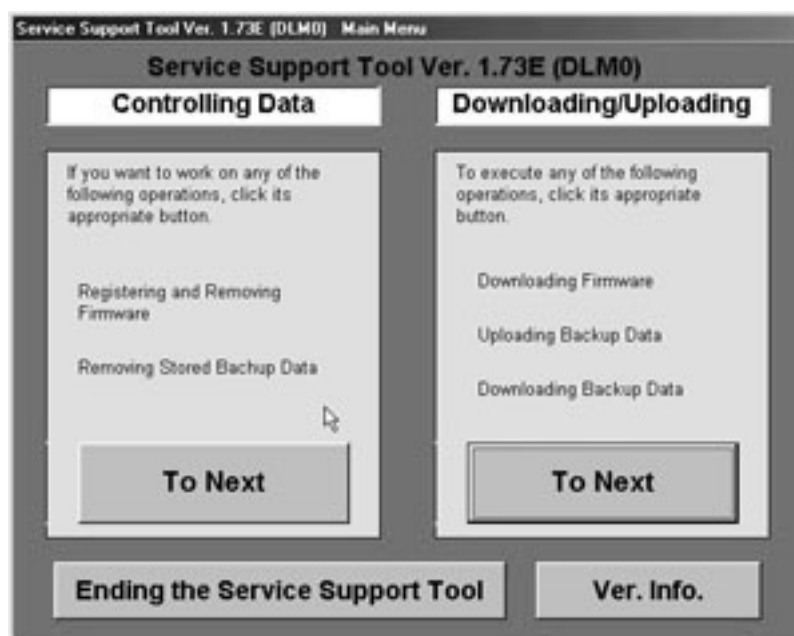 Service Support Tool Ver. 1.73E (DLM0) Main Menu
Service Support Tool Ver. 1.73E (DLM0)
Controlling Data
If you want to work on any of the
following operations, click its
appropriate button.
Registering and Removing
Firmware
Removing Stored Bachup Data
To Next
Downloading/Uploading
To execute any of the following
operations, click its appropriate
button.
Downloading Firmware
Uploading Backup Data
Downloading Backup Data
To Next
Ending the Service Support Tool
Ver. Info.